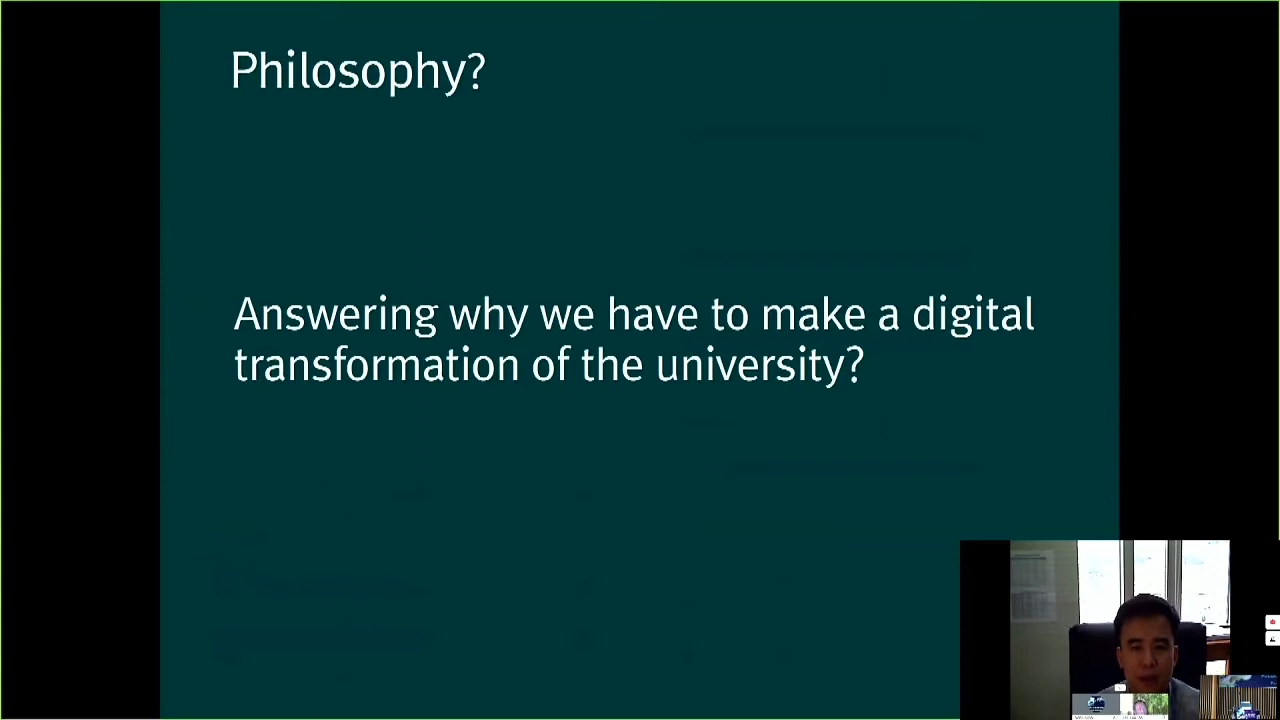 Philosophy?
Answering why we have to make a digital
transformation of the university?